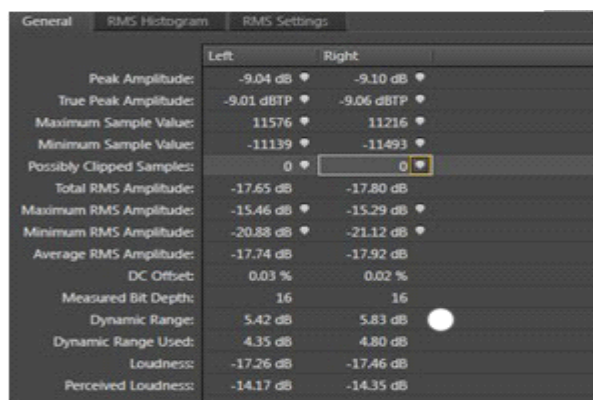 General RMS Histogram RMS Settings
Left Right
Peak Amplitude: -9.04 dB -9.10 dB
True Peak Amplitude: -9.01 dBTP -9.06 dBTP
Maximum Sample Value: 11576 11216
Minimum Sample Value: -11139 -11493
Possibly Clipped Samples: 0 0
Total RMS Amplitude: -17.65 dB -17.80 dB
Maximum RMS Amplitude: -15.46 dB -15.29 dB
Minimum RMS Amplitude: -20.88 dB -21.12 dB
Average RMS Amplitude: -17.74 dB -17.92 dB
DC Offset: 0.03 % 0.02 %
Measured Bit Depth: 16 16
Dynamic Range: 5.42 dB 5.83 dB
Dynamic Range Used: 4.35 dB 4.80 dB
Loudness: -17.26 dB -17.46 dB
Perceived Loudness: -14.17 dB -14.35 dB